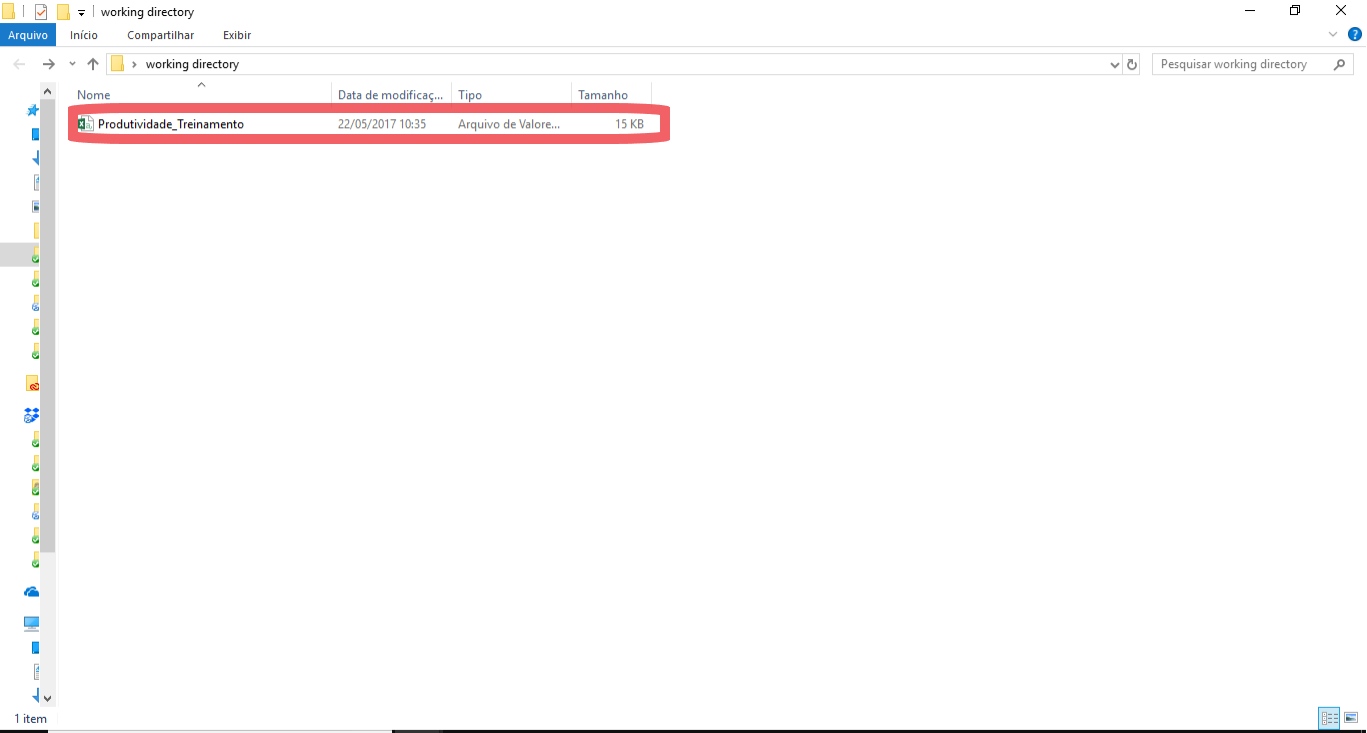 working directory
Arquivo Início Compartilhar Exibir
working directory Pesquisar working directory
Nome Data de modificaç... Tipo Tamanho
Produtividade_Treinamento 22/05/2017 10:35 Arquivo de Valore... 15 KB
1 item